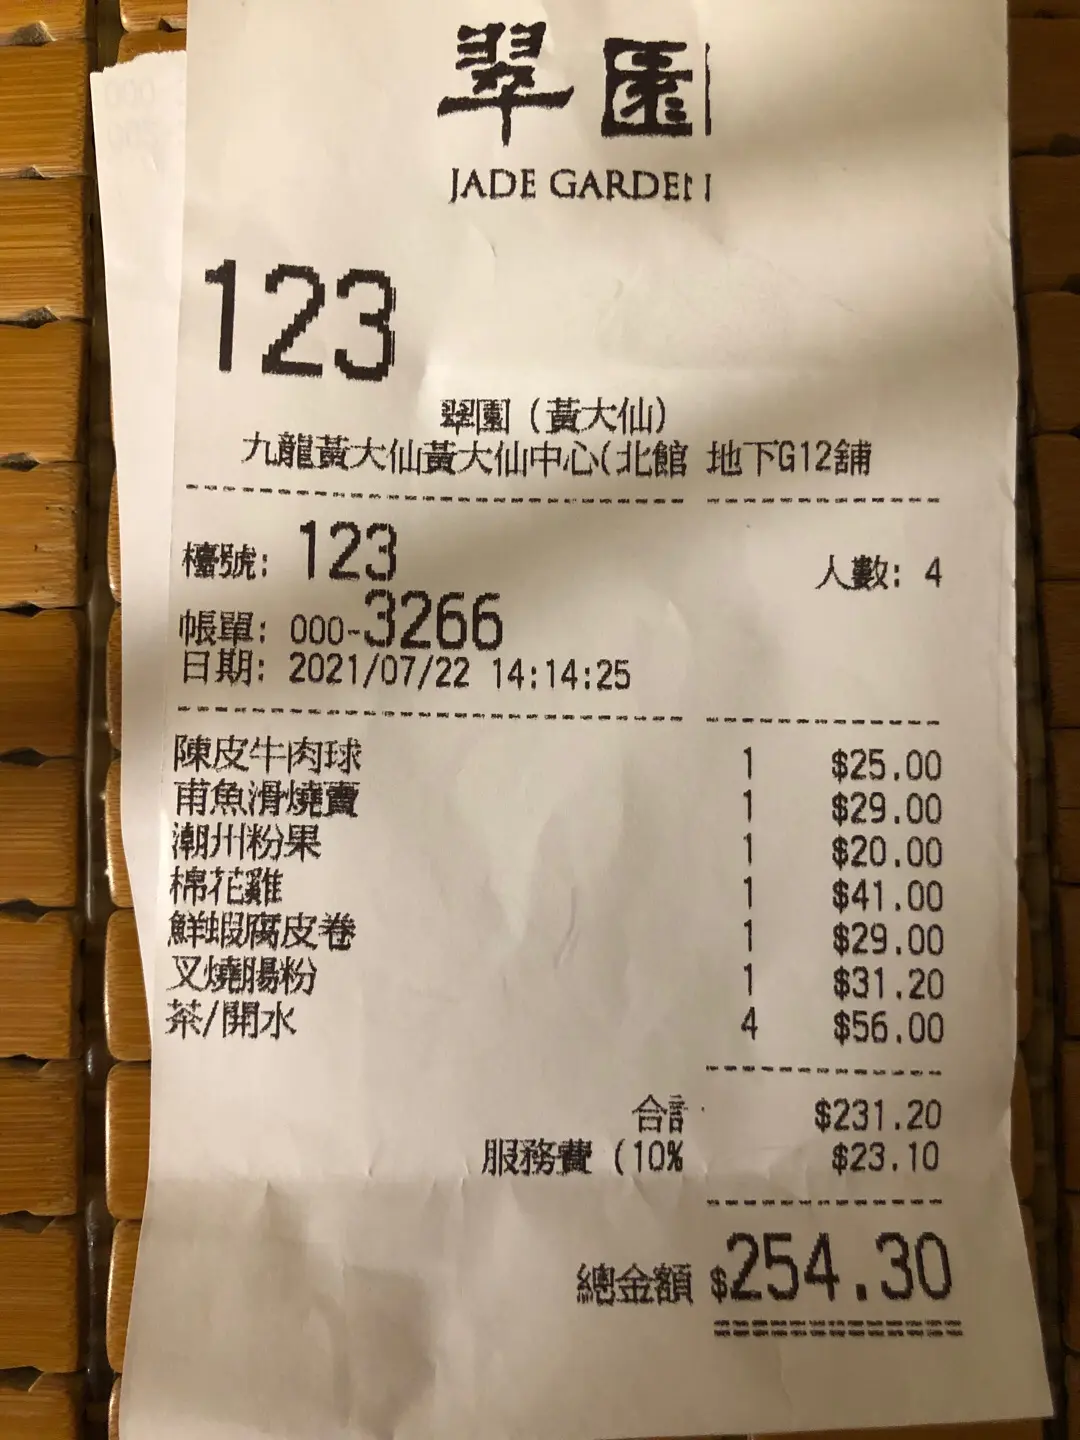 翠園
JADE GARDEN
123
翠園 (黃大仙)
九龍黃大仙黃大仙中心(北館 地下G12舖
檯號: 123 人數: 4
帳單: 000-3266
日期: 2021/07/22 14:14:25
陳皮牛肉球 1 $25.00
甫魚滑燒賣 1 $29.00
潮州粉果 1 $20.00
棉花雞 1 $41.00
鮮蝦腐皮卷 1 $29.00
叉燒腸粉 1 $31.20
茶/開水 4 $56.00
合計 $231.20
服務費 (10% $23.10
總金額 $254.30